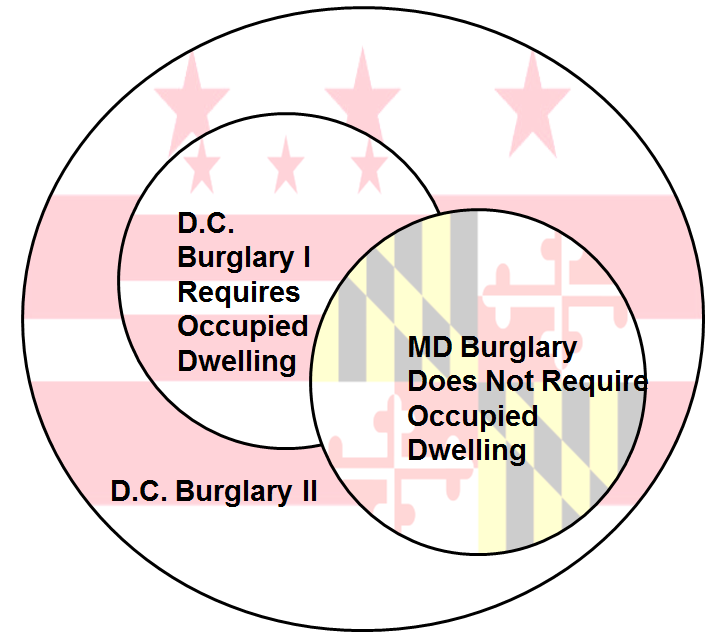 D.C.
Burglary I
Requires
Occupied
Dwelling
MD Burglary
Does Not Require
Occupied
Dwelling
D.C. Burglary II